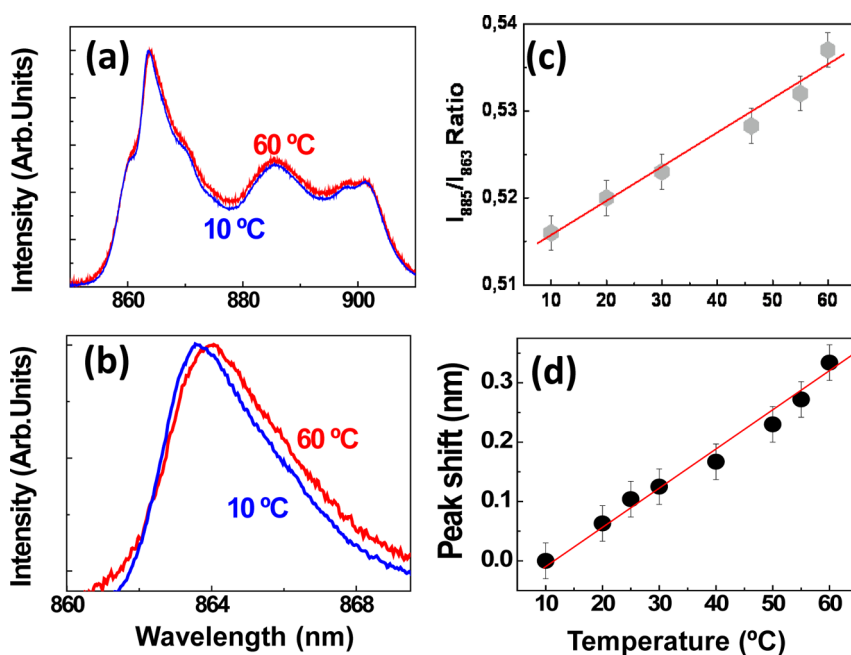 (a)
Intensity (Arb.Units)
60 ºC
10 ºC
860 880 900
(b)
Intensity (Arb.Units)
60 ºC
10 ºC
860 864 868
Wavelength (nm)
(c)
I885/I863 Ratio
0,54
0,53
0,52
0,51
10 20 30 40 50 60
(d)
Peak shift (nm)
0.3
0.2
0.1
0.0
10 20 30 40 50 60
Temperature (ºC)